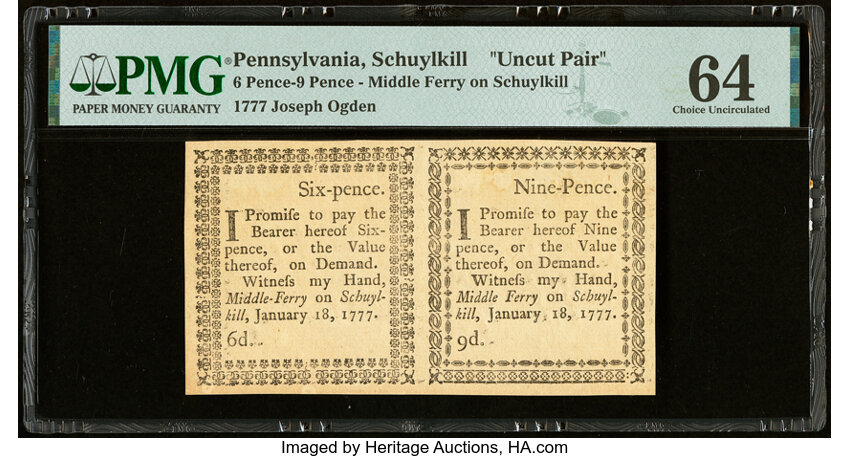 PMG
PAPER MONEY GUARANTY
®Pennsylvania, Schuylkill "Uncut Pair"
6 Pence-9 Pence - Middle Ferry on Schuylkill
1777 Joseph Ogden
64
Choice Uncirculated
Six-pence.
I Promiſe to pay the
Bearer hereof Six-
pence, or the Value
thereof, on Demand.
Witneſs my Hand,
Middle-Ferry on Schuyl-
kill, January 18, 1777.
6d.
Nine-Pence.
I Promiſe to pay the
Bearer hereof Nine
pence, or the Value
thereof, on Demand.
Witneſs my Hand,
Middle Ferry on Schuyl-
kill, January 18, 1777.
9d.
Imaged by Heritage Auctions, HA.com